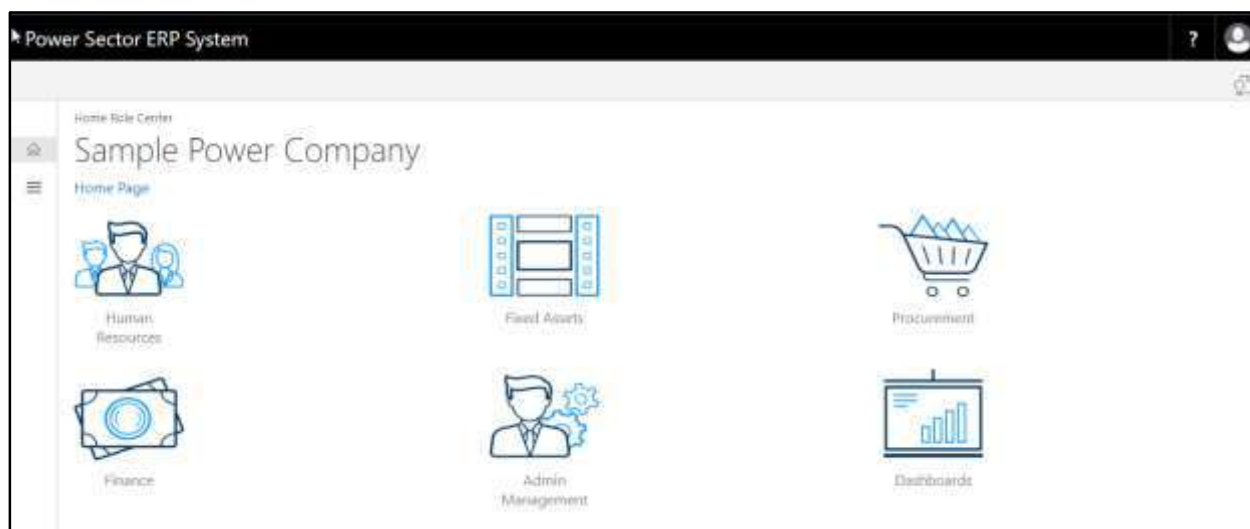 Power Sector ERP System ?
Home Role Center
Sample Power Company
Home Page
Human
Resources
Fixed Assets
Procurement
Finance
Admin
Management
Dashboards